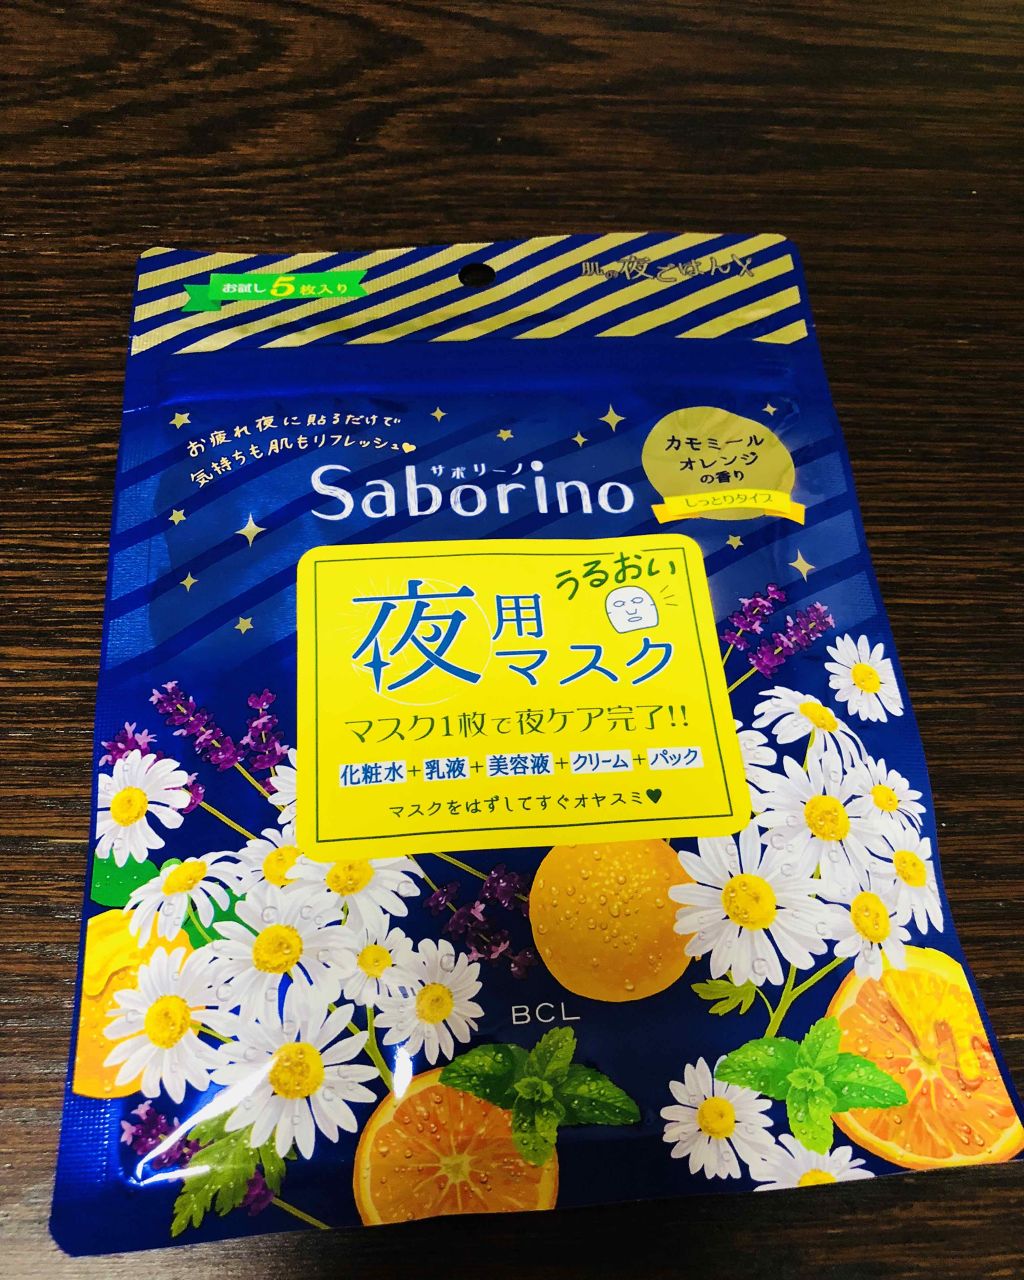 お試し5枚入り
肌の夜ごはん
お疲れ夜に貼るだけで
気持ちも肌もリフレッシュ
サボリーノ
Saborino
カモミール
オレンジ
の香り
しっとりタイプ
うるおい
夜用
マスク
マスク1枚で夜ケア完了!!
化粧水+乳液+美容液+クリーム+パック
マスクをはずしてすぐオヤスミ♥
BCL